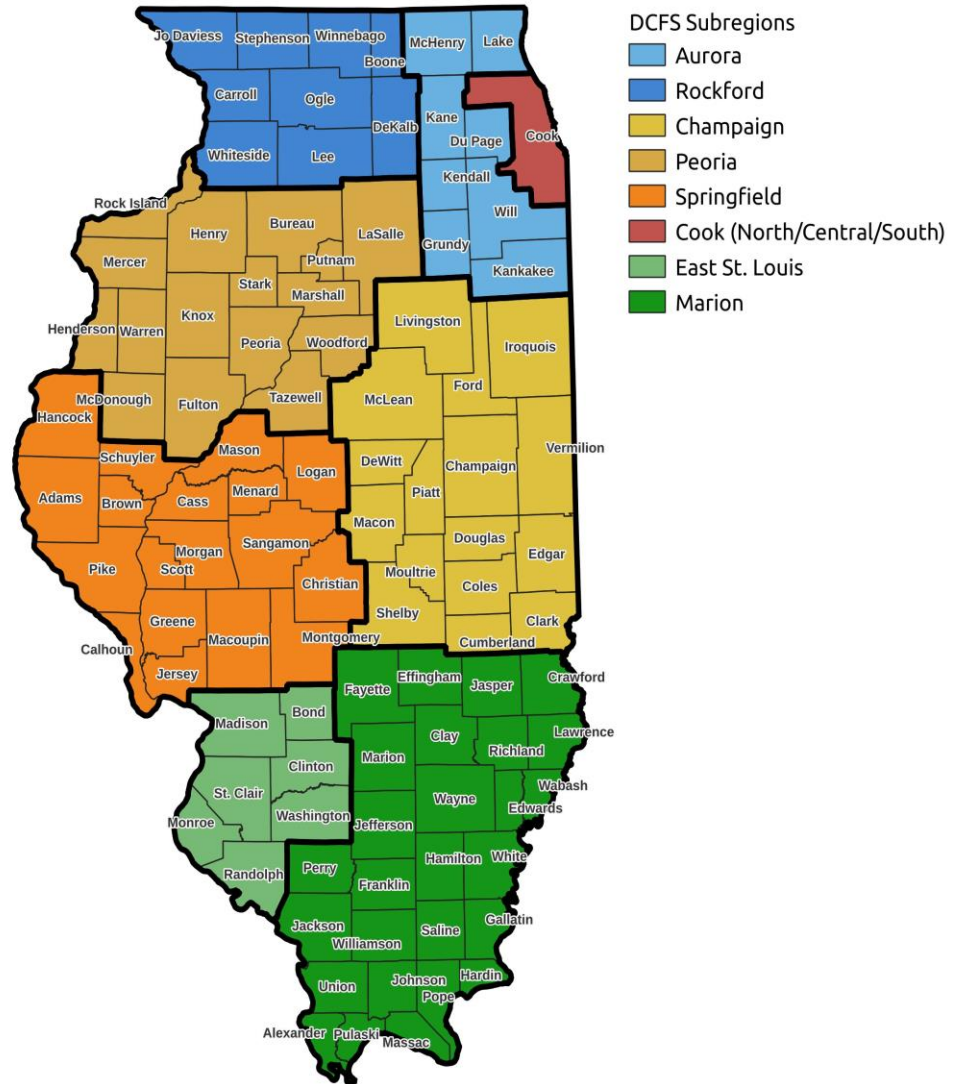 DCFS Subregions
Aurora
Rockford
Champaign
Peoria
Springfield
Cook (North/Central/South)
East St. Louis
Marion
Jo Daviess
Stephenson
Winnebago
Boone
McHenry
Lake
Carroll
Ogle
DeKalb
Kane
Cook
Du Page
Whiteside
Lee
Kendall
Will
Rock Island
Henry
Bureau
LaSalle
Grundy
Kankakee
Mercer
Putnam
Stark
Marshall
Knox
Henderson
Warren
Peoria
Woodford
Livingston
Iroquois
McDonough
Fulton
Tazewell
McLean
Ford
Hancock
Schuyler
Mason
Logan
DeWitt
Champaign
Vermilion
Adams
Brown
Cass
Menard
Piatt
Macon
Pike
Scott
Morgan
Sangamon
Christian
Douglas
Edgar
Moultrie
Coles
Greene
Shelby
Clark
Calhoun
Macoupin
Montgomery
Cumberland
Jersey
Fayette
Effingham
Jasper
Crawford
Madison
Bond
Clay
Richland
Lawrence
Marion
Clinton
St. Clair
Wayne
Wabash
Edwards
Monroe
Washington
Jefferson
Randolph
Perry
Hamilton
White
Franklin
Jackson
Williamson
Saline
Gallatin
Union
Johnson
Pope
Hardin
Alexander
Pulaski
Massac